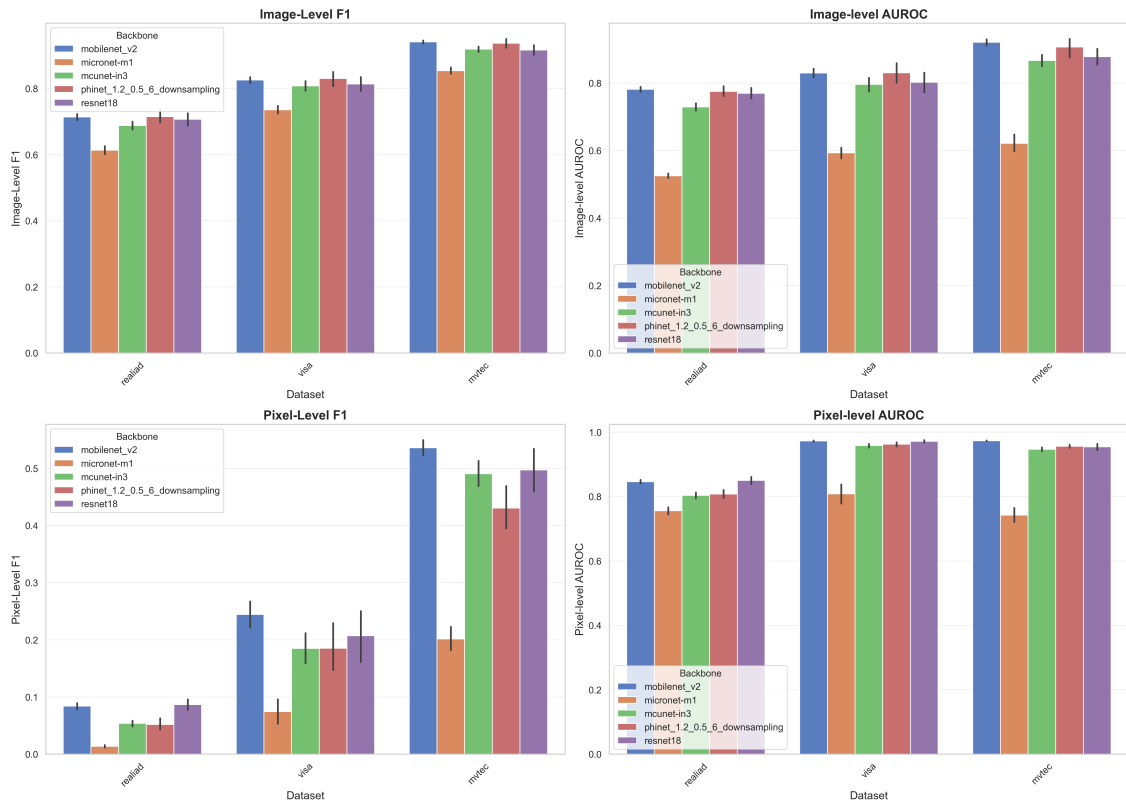 Image-Level F1
Backbone
mobilenet_v2
micronet-m1
mcunet-in3
phinet_1.2_0.5_6_downsampling
resnet18
Image-Level F1
0.8
0.6
0.4
0.2
0.0
realiad
visa
mvtec
Dataset
Image-level AUROC
Image-level AUROC
0.8
0.6
0.4
0.2
0.0
Backbone
mobilenet_v2
micronet-m1
mcunet-in3
phinet_1.2_0.5_6_downsampling
resnet18
realiad
visa
mvtec
Dataset
Pixel-Level F1
Backbone
mobilenet_v2
micronet-m1
mcunet-in3
phinet_1.2_0.5_6_downsampling
resnet18
Pixel-Level F1
0.5
0.4
0.3
0.2
0.1
0.0
realiad
visa
mvtec
Dataset
Pixel-level AUROC
Pixel-level AUROC
1.0
0.8
0.6
0.4
0.2
0.0
Backbone
mobilenet_v2
micronet-m1
mcunet-in3
phinet_1.2_0.5_6_downsampling
resnet18
realiad
visa
mvtec
Dataset